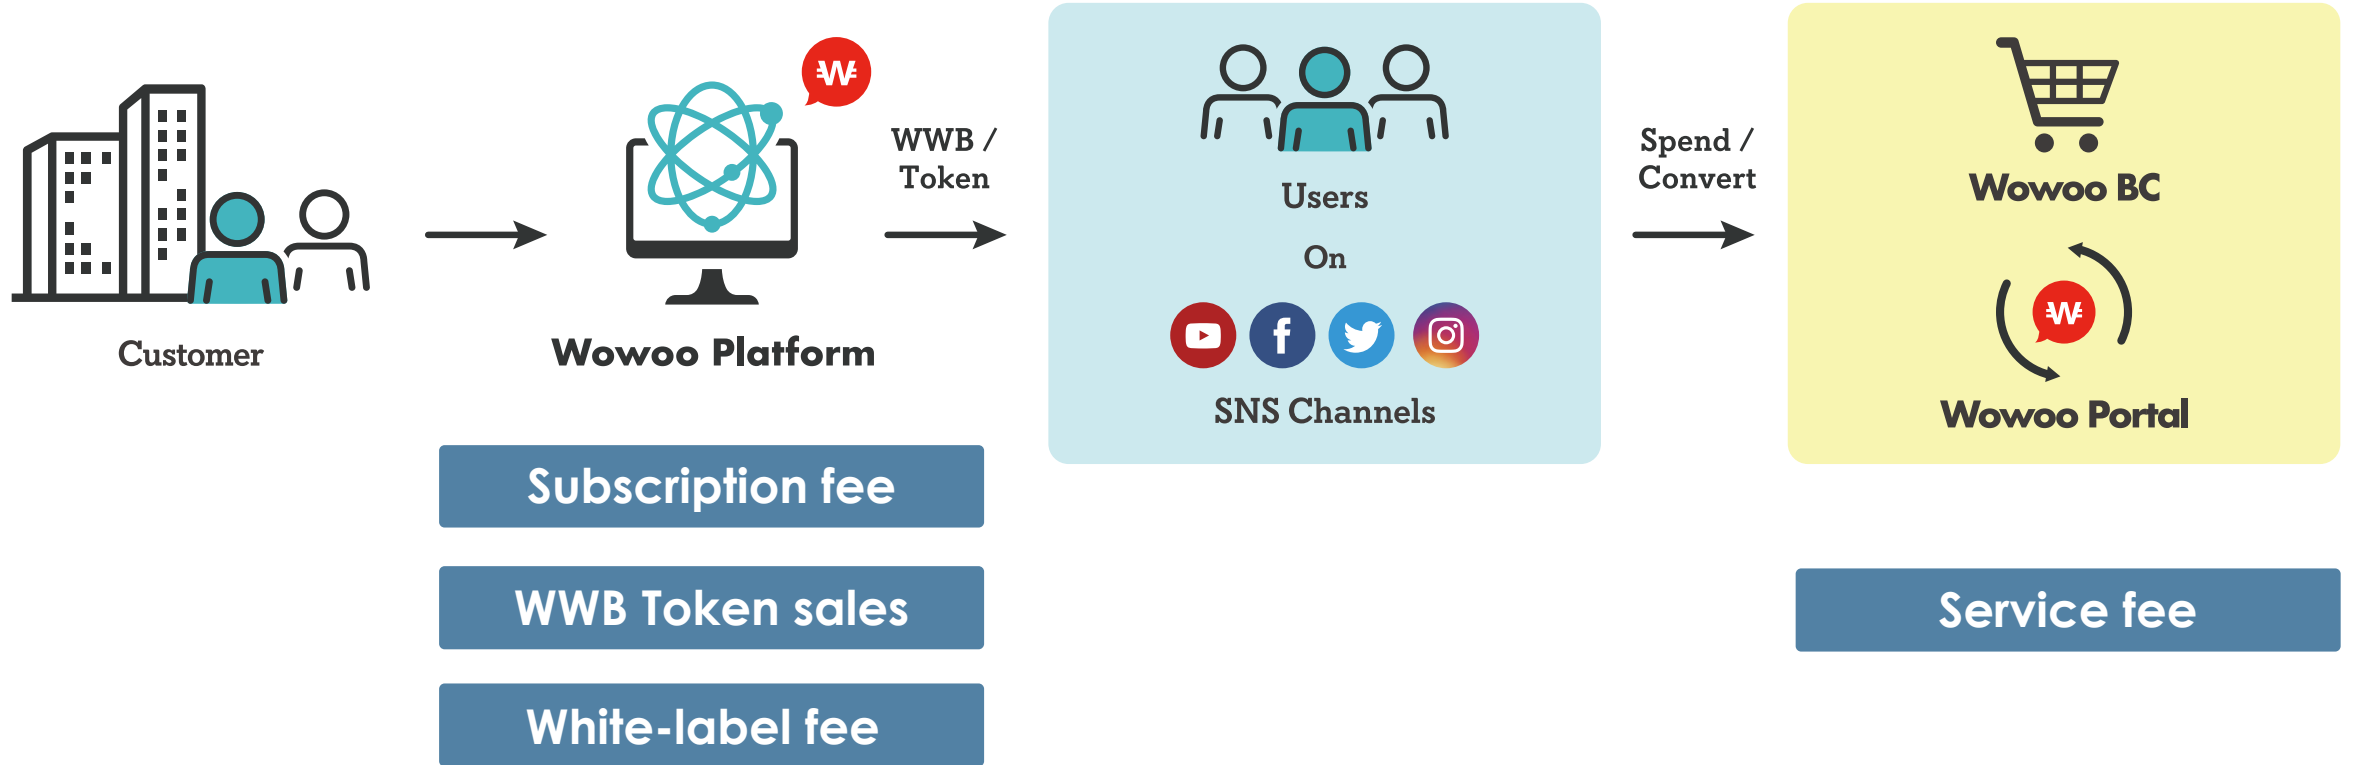 Customer
Wowoo Platform
WWB /
Token
Users
On
SNS Channels
Spend /
Convert
Wowoo BC
Wowoo Portal
Subscription fee
WWB Token sales
White-label fee
Service fee